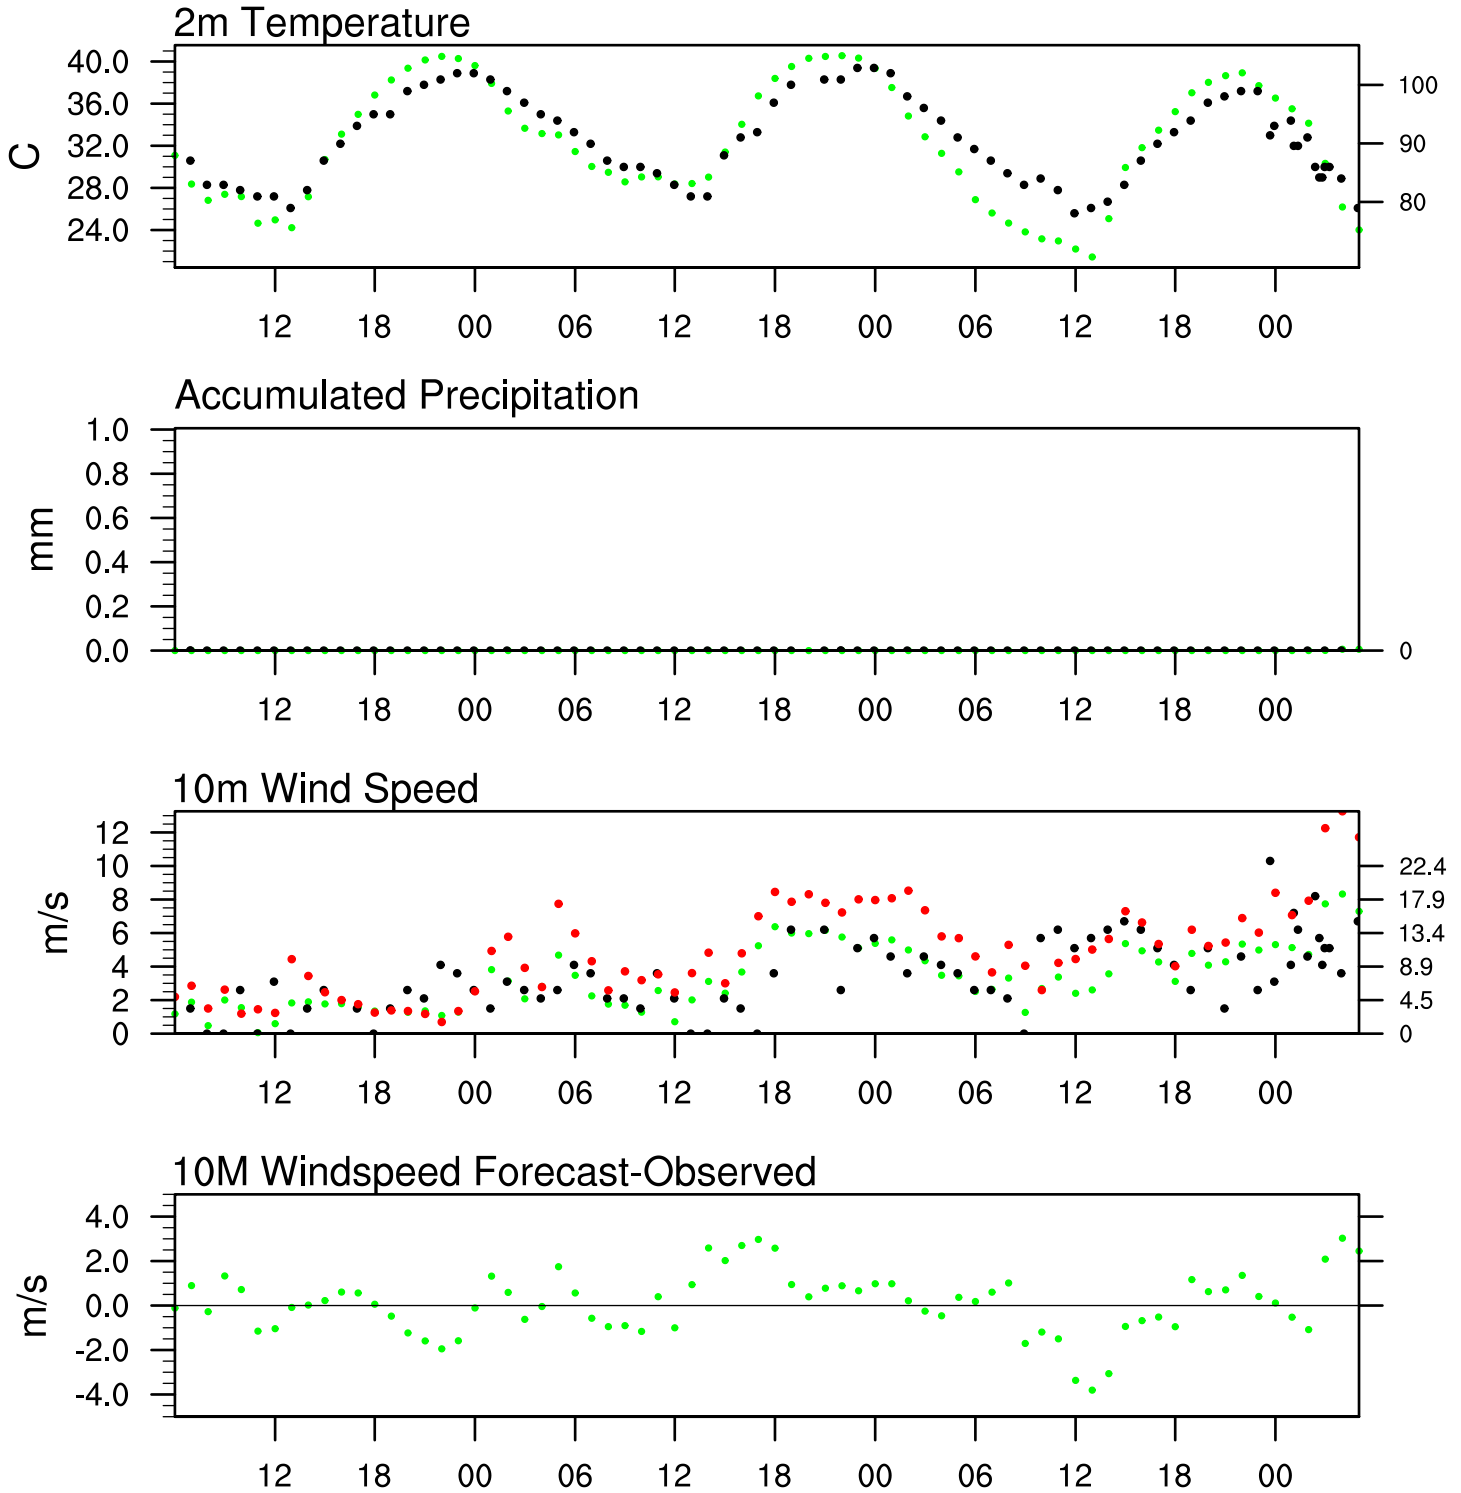 2m Temperature
40.0
36.0
32.0
28.0
24.0
C
100
90
80
12 18 00 06 12 18 00 06 12 18 00
Accumulated Precipitation
1.0
0.8
0.6
0.4
0.2
0.0
mm
0
12 18 00 06 12 18 00 06 12 18 00
10m Wind Speed
12
10
8
6
4
2
0
m/s
22.4
17.9
13.4
8.9
4.5
0
12 18 00 06 12 18 00 06 12 18 00
10M Windspeed Forecast-Observed
4.0
2.0
0.0
-2.0
-4.0
m/s
12 18 00 06 12 18 00 06 12 18 00